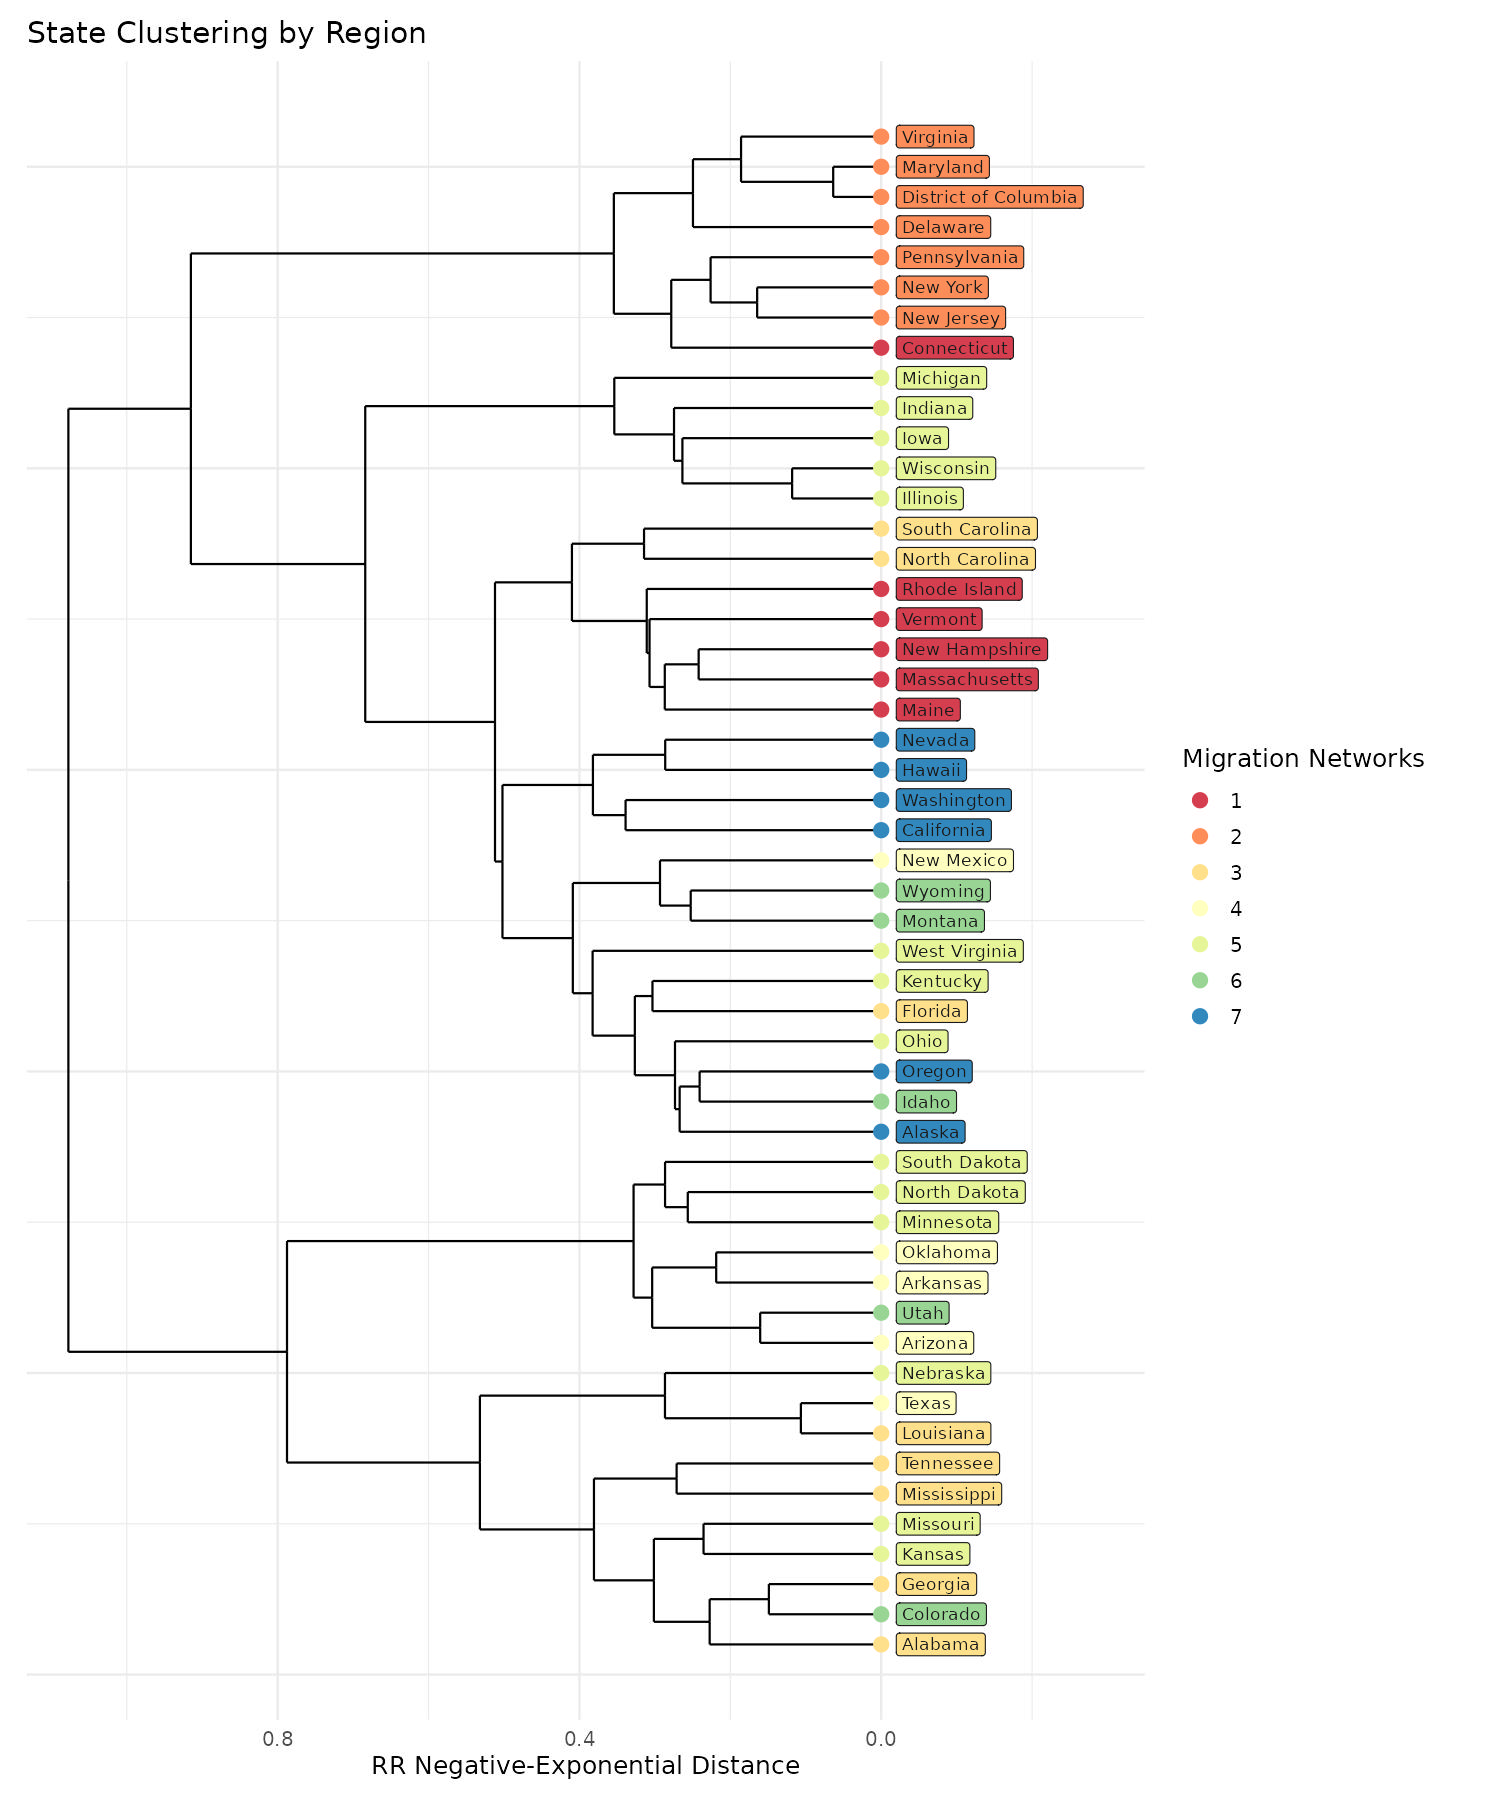 State Clustering by Region
Virginia
Maryland
District of Columbia
Delaware
Pennsylvania
New York
New Jersey
Connecticut
Michigan
Indiana
Iowa
Wisconsin
Illinois
South Carolina
North Carolina
Rhode Island
Vermont
New Hampshire
Massachusetts
Maine
Nevada
Hawaii
Washington
California
New Mexico
Wyoming
Montana
West Virginia
Kentucky
Florida
Ohio
Oregon
Idaho
Alaska
South Dakota
North Dakota
Minnesota
Oklahoma
Arkansas
Utah
Arizona
Nebraska
Texas
Louisiana
Tennessee
Mississippi
Missouri
Kansas
Georgia
Colorado
Alabama
0.8 0.4 0.0
RR Negative-Exponential Distance
Migration Networks
1
2
3
4
5
6
7